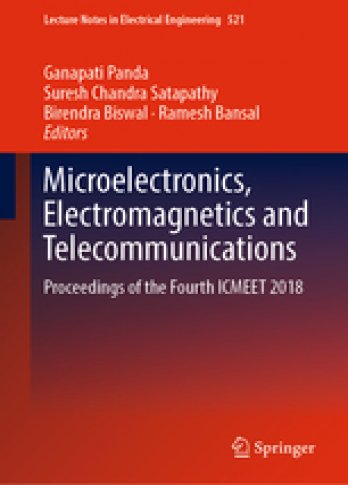 Lecture Notes in Electrical Engineering 521
Ganapati Panda
Suresh Chandra Satapathy
Birendra Biswal · Ramesh Bansal
Editors
Microelectronics,
Electromagnetics and
Telecommunications
Proceedings of the Fourth ICMEET 2018
Springer